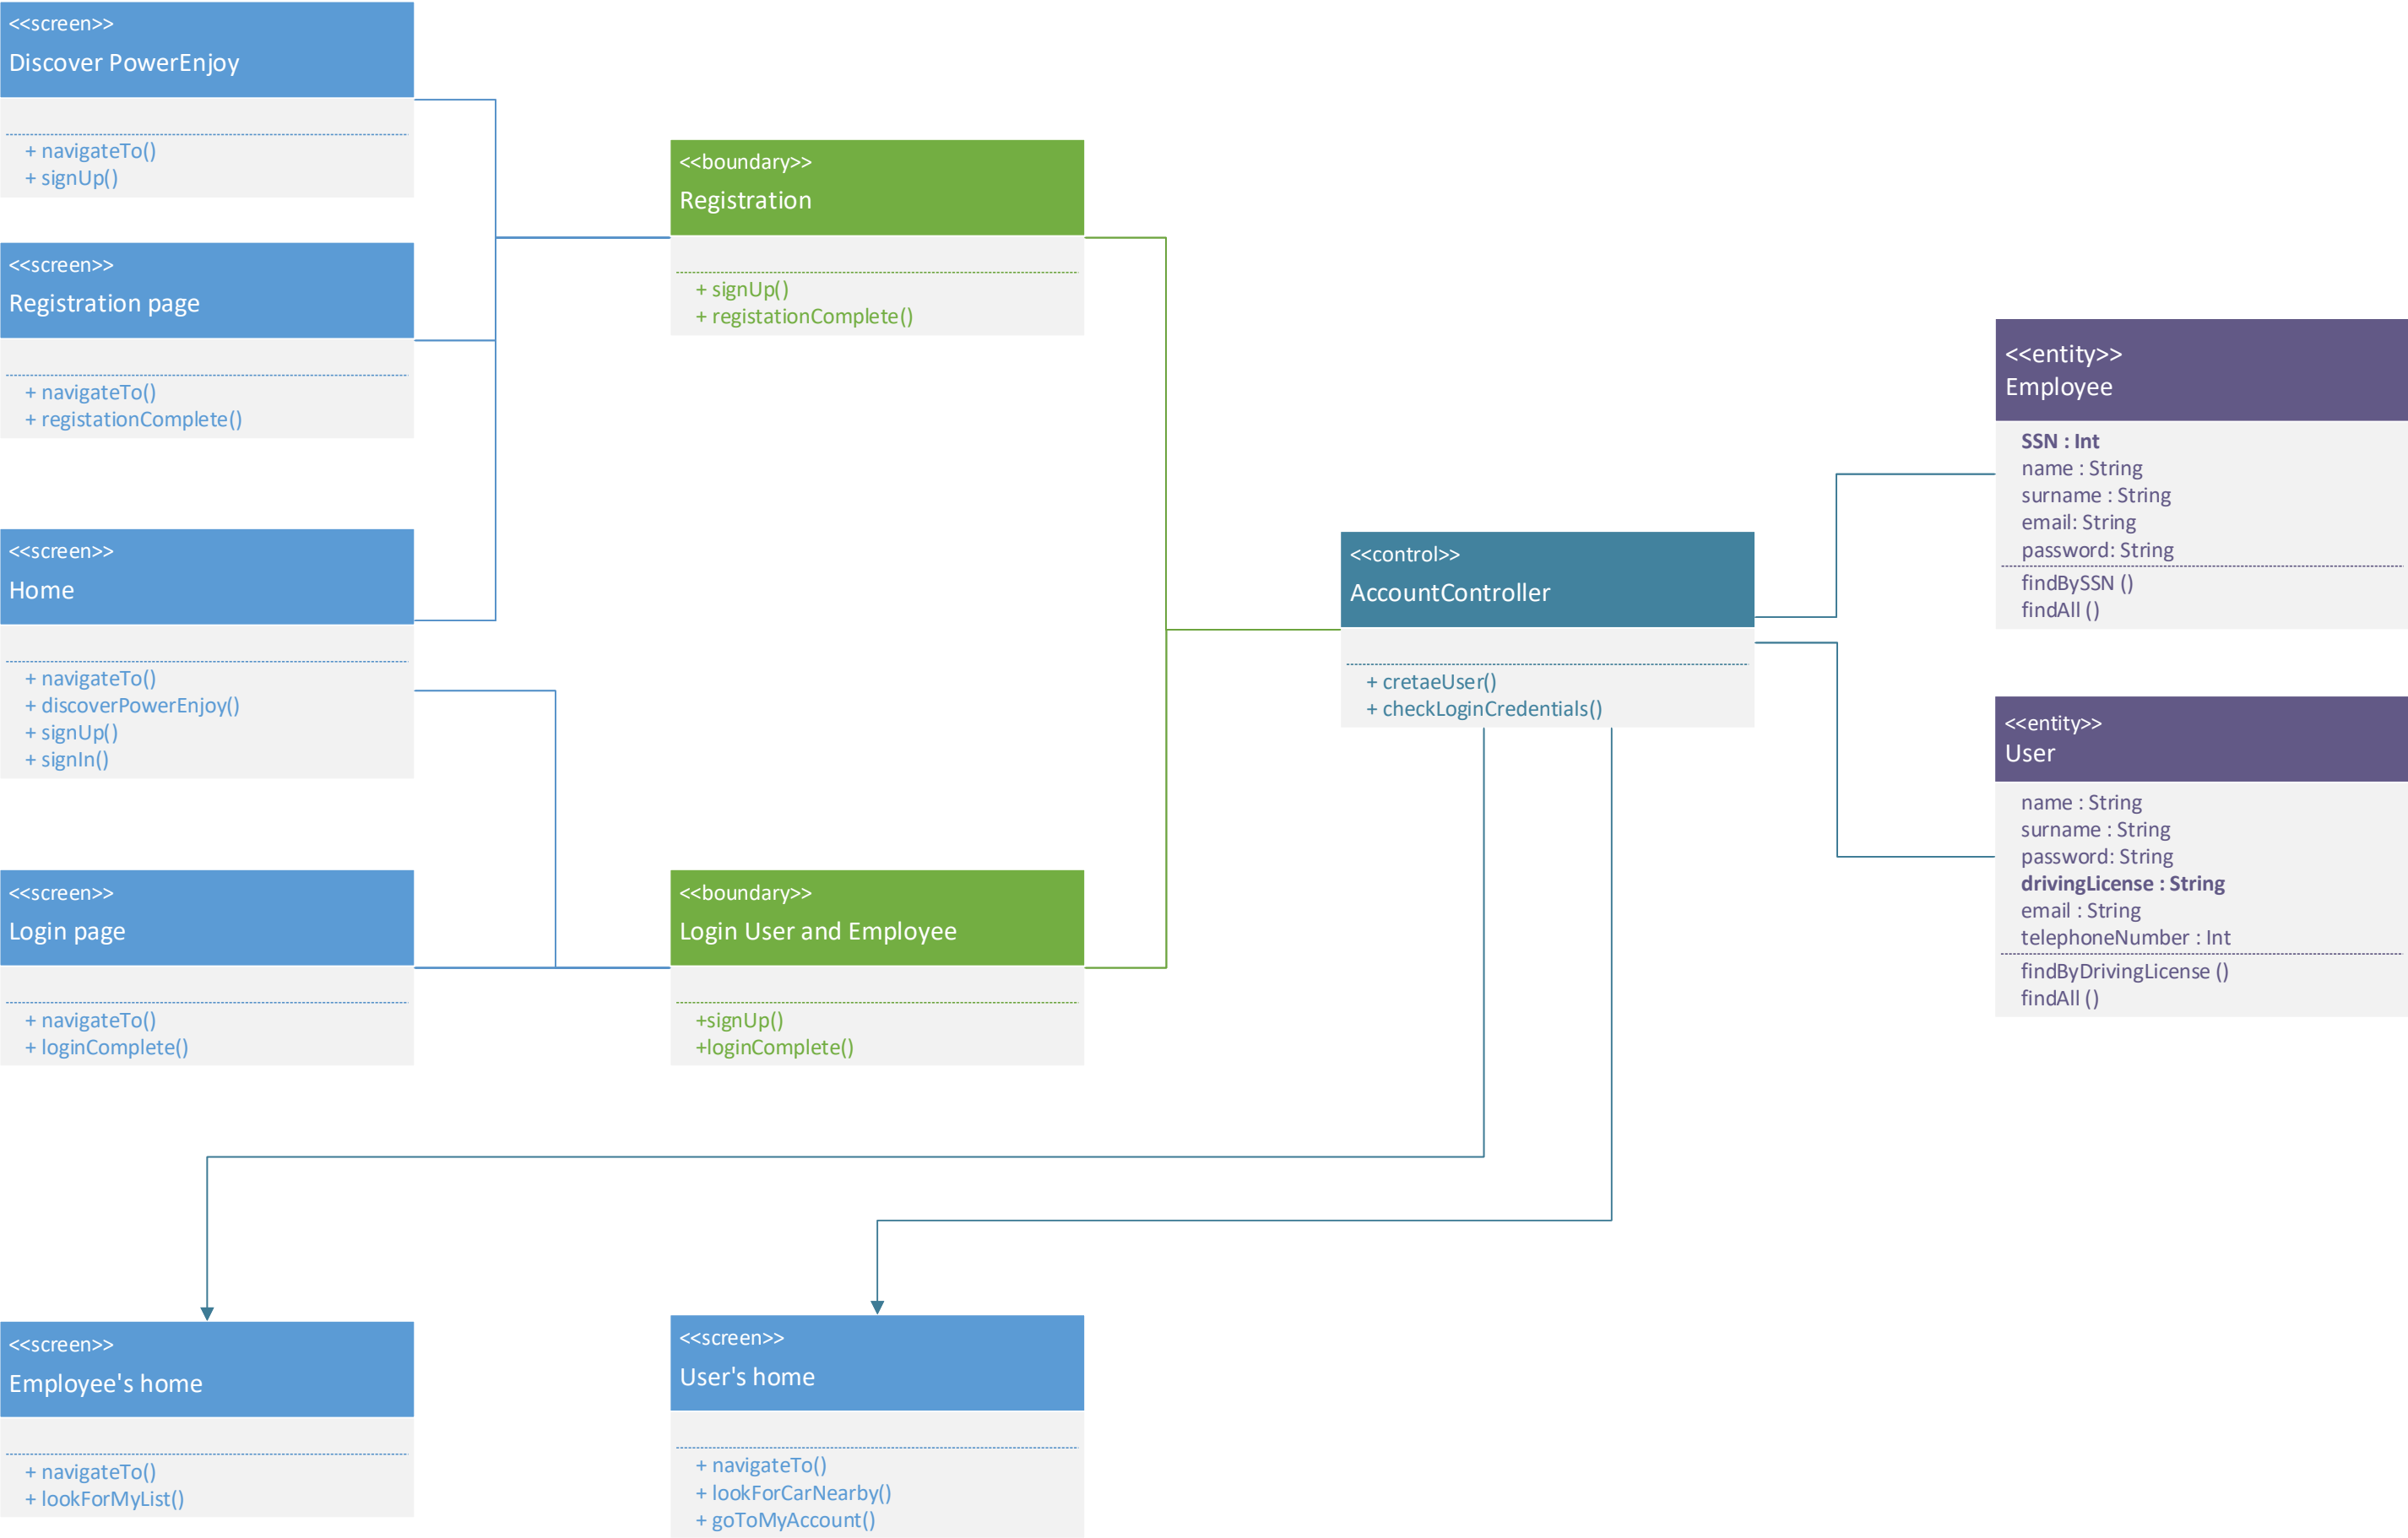 <<screen>>
Discover PowerEnjoy
+ navigateTo()
+ signUp()
<<screen>>
Registration page
+ navigateTo()
+ registationComplete()
<<screen>>
Home
+ navigateTo()
+ discoverPowerEnjoy()
+ signUp()
+ signIn()
<<screen>>
Login page
+ navigateTo()
+ loginComplete()
<<boundary>>
Registration
+ signUp()
+ registationComplete()
<<boundary>>
Login User and Employee
+signUp()
+loginComplete()
<<control>>
AccountController
+ cretaeUser()
+ checkLoginCredentials()
<<entity>>
Employee
SSN : Int
name : String
surname : String
email: String
password: String
findBySSN ()
findAll ()
<<entity>>
User
name : String
surname : String
password: String
drivingLicense : String
email : String
telephoneNumber : Int
findByDrivingLicense ()
findAll ()
<<screen>>
Employee's home
+ navigateTo()
+ lookForMyList()
<<screen>>
User's home
+ navigateTo()
+ lookForCarNearby()
+ goToMyAccount()